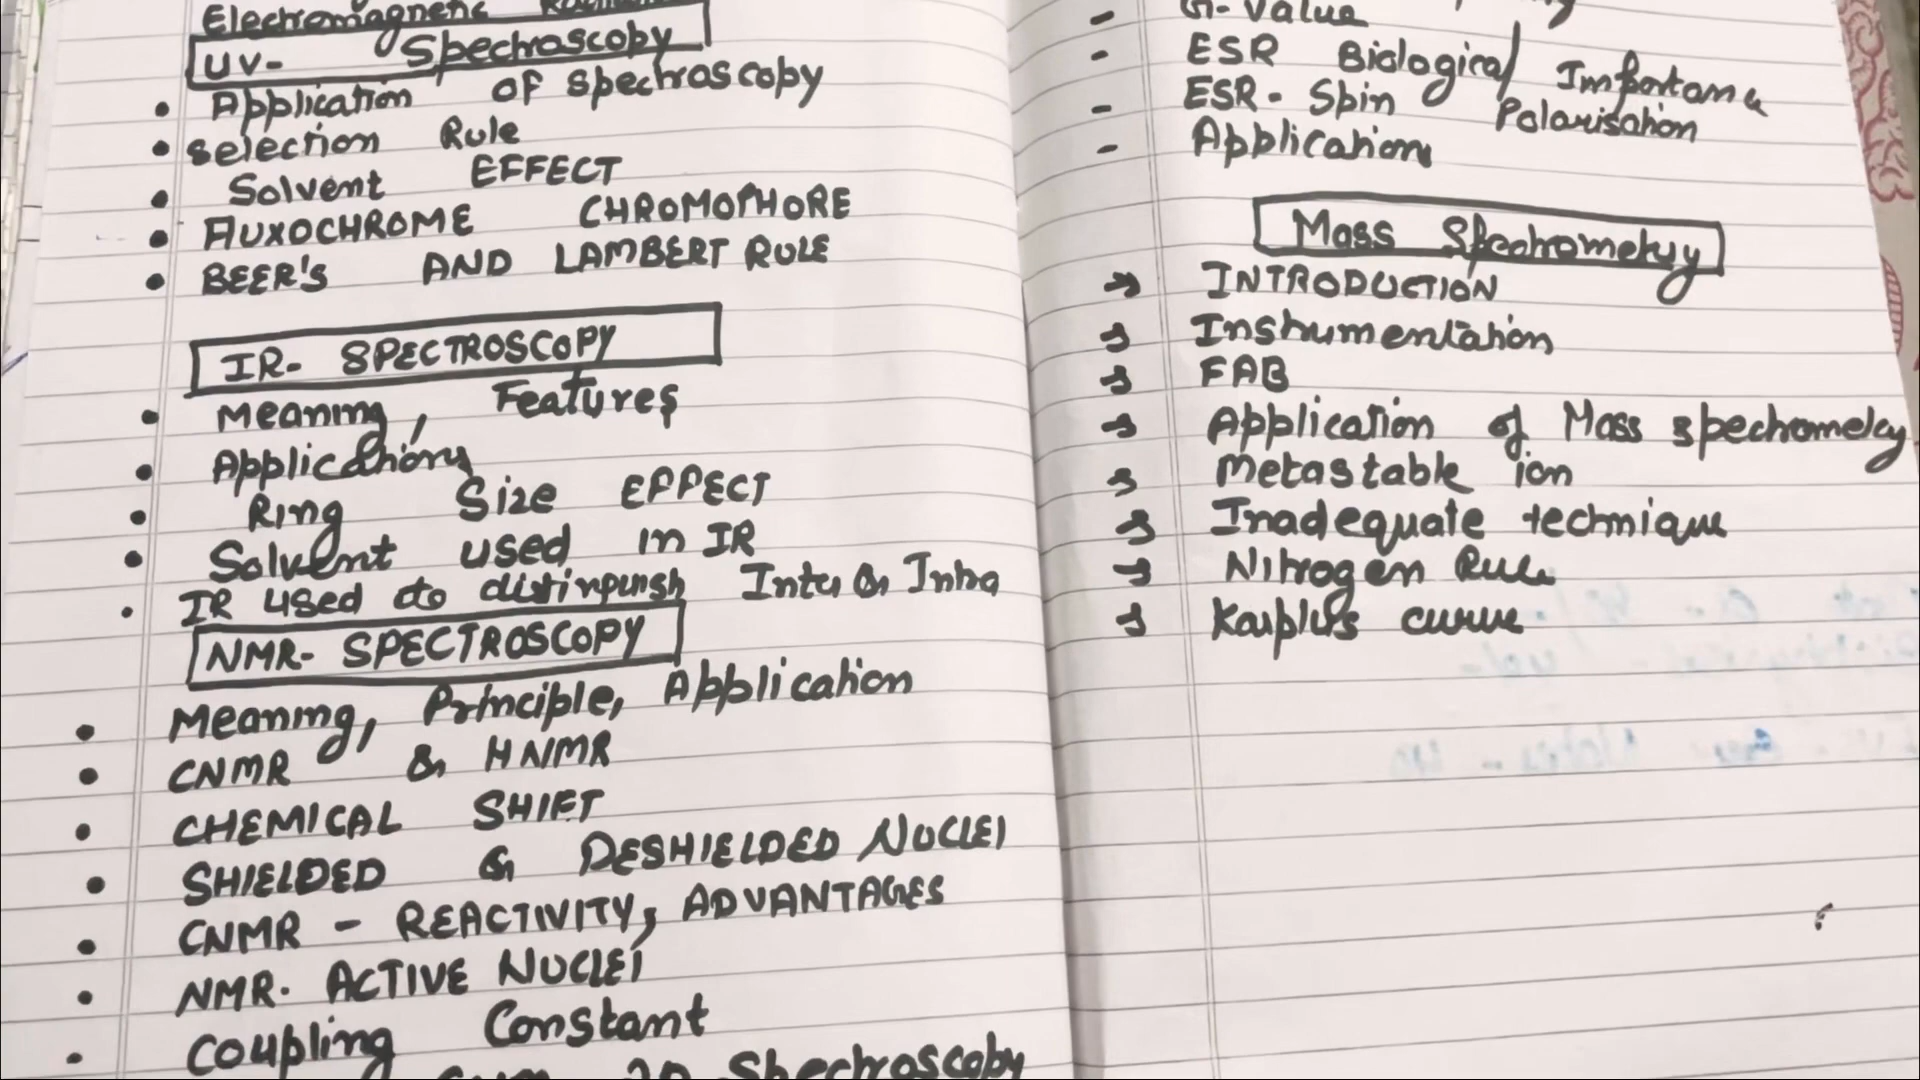 Electromagnetic
UV- Spectroscopy
• Application of spectroscopy
• selection Rule
• Solvent EFFECT
• AUXOCHROME CHROMOPHORE
• BEER'S AND LAMBERT RULE
IR- SPECTROSCOPY
• Meaning, Features
• Applications
• Ring Size EFFECT
• Solvent used in IR
• IR used to distinguish Inter & Intra
NMR- SPECTROSCOPY
• Meaning, Principle, Application
• CNMR & HNMR
• CHEMICAL SHIFT
• SHIELDED & DESHIELDED NUCLEI
• CNMR - REACTIVITY, ADVANTAGES
• NMR. ACTIVE NUCLEI
• Coupling Constant
2D Spectroscopy
- G-Value
- ESR Biological Importance
- ESR- Spin Polarisation
- Applications
Mass Spectrometry
→ INTRODUCTION
→ Instrumentation
→ FAB
→ Application of Mass spectrometry
→ Metastable ion
→ Inadequate technique
→ Nitrogen Rule
→ Karplus curve